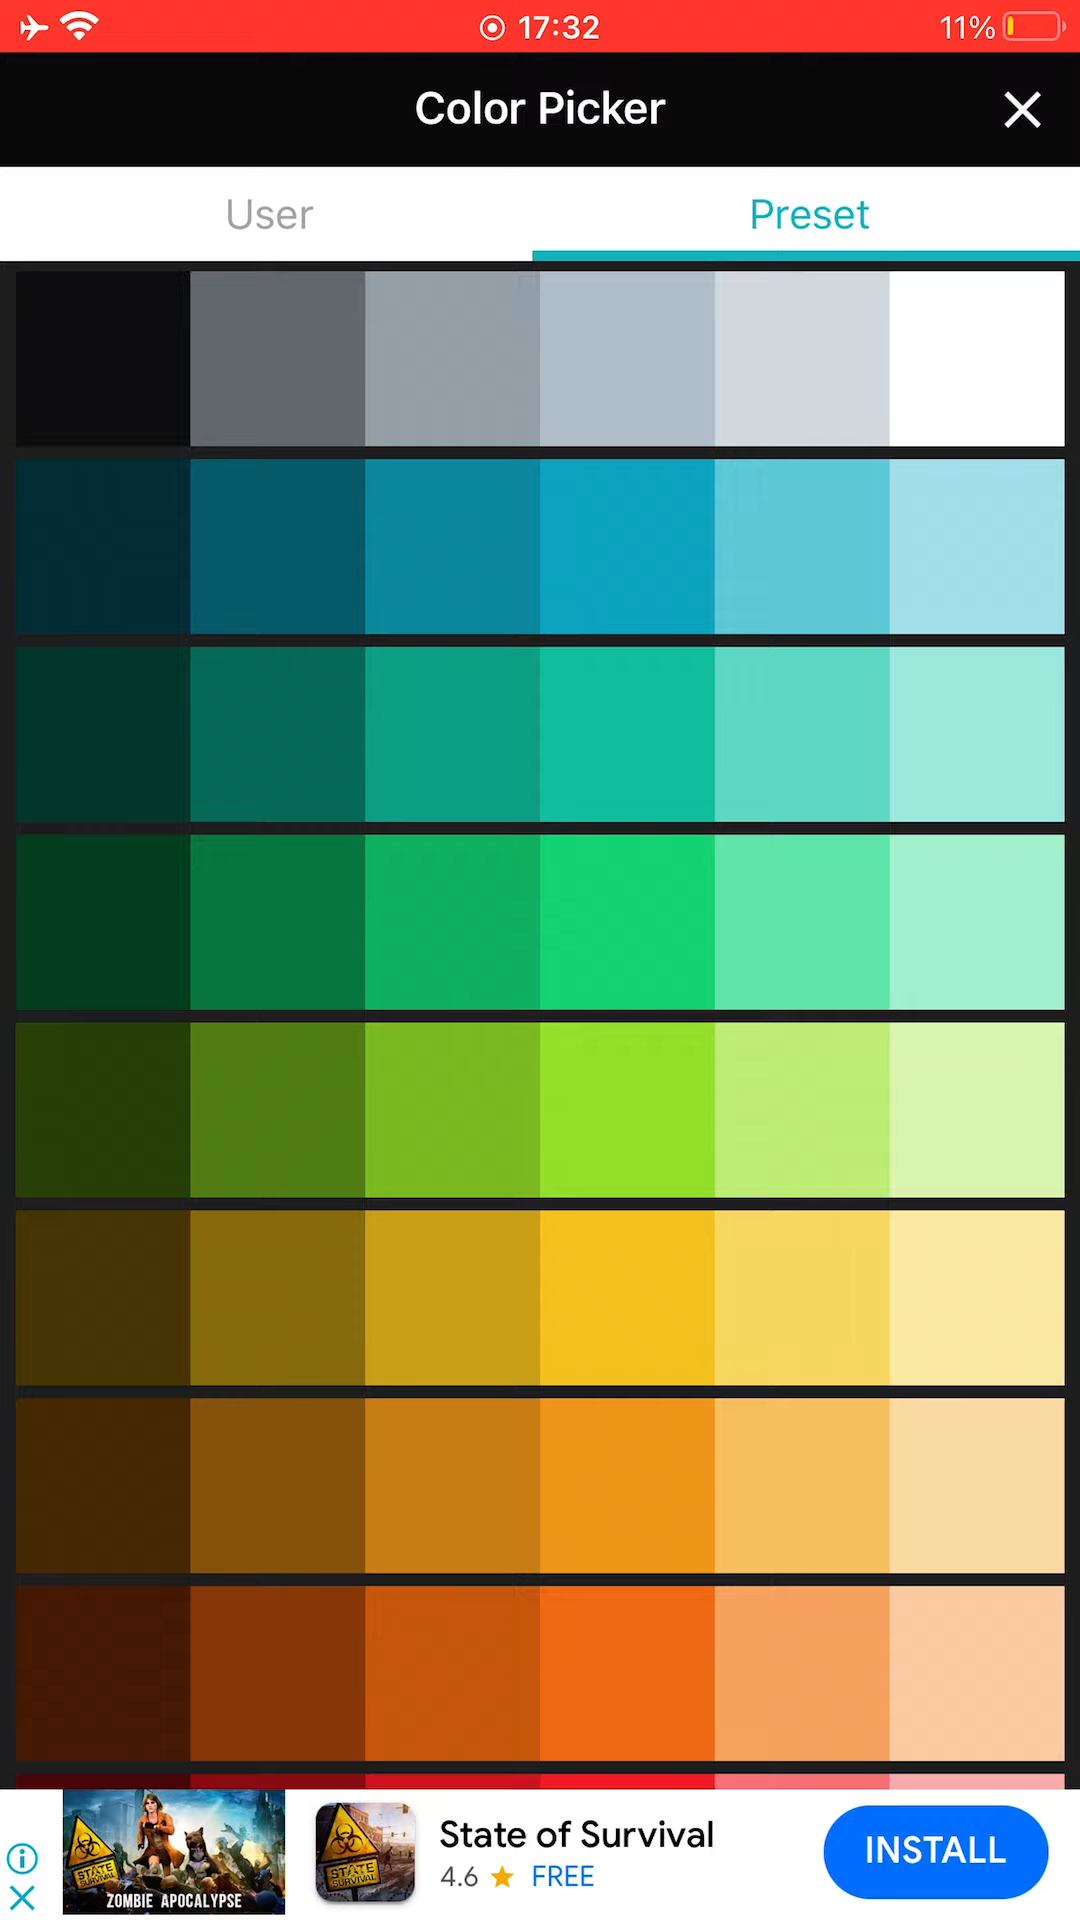 17:32
11%
Color Picker
User
Preset
STATE
SURVIVAL
ZOMBIE APOCALYPSE
STATE
SURVIVAL
State of Survival
4.6 ★ FREE
INSTALL